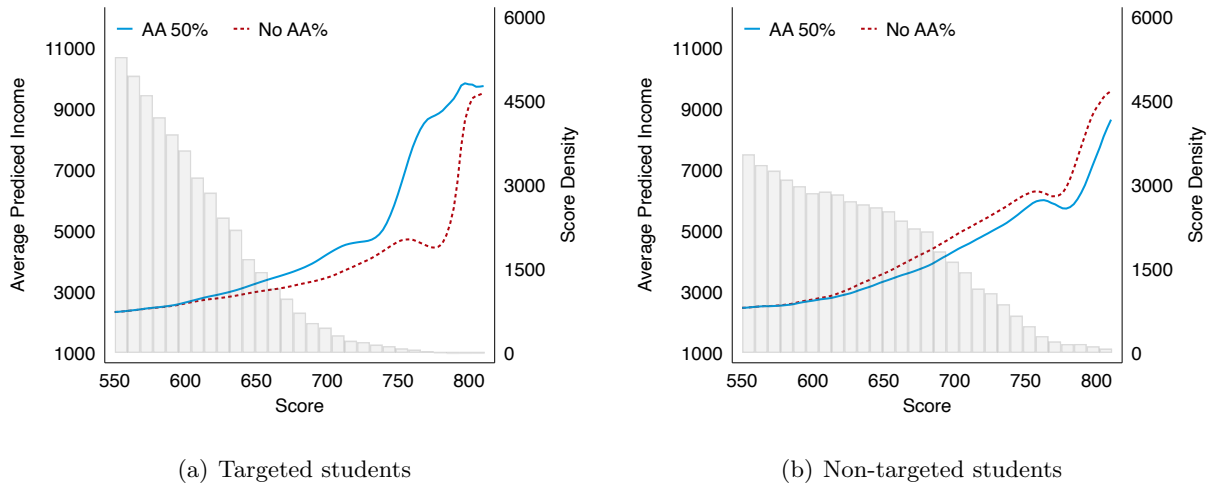 AA 50% No AA%
Average Prediced Income
11000
9000
7000
5000
3000
1000
6000
4500
3000
1500
0
Score Density
550 600 650 700 750 800
Score
(a) Targeted students
AA 50% No AA%
Average Prediced Income
11000
9000
7000
5000
3000
1000
6000
4500
3000
1500
0
Score Density
550 600 650 700 750 800
Score
(b) Non-targeted students